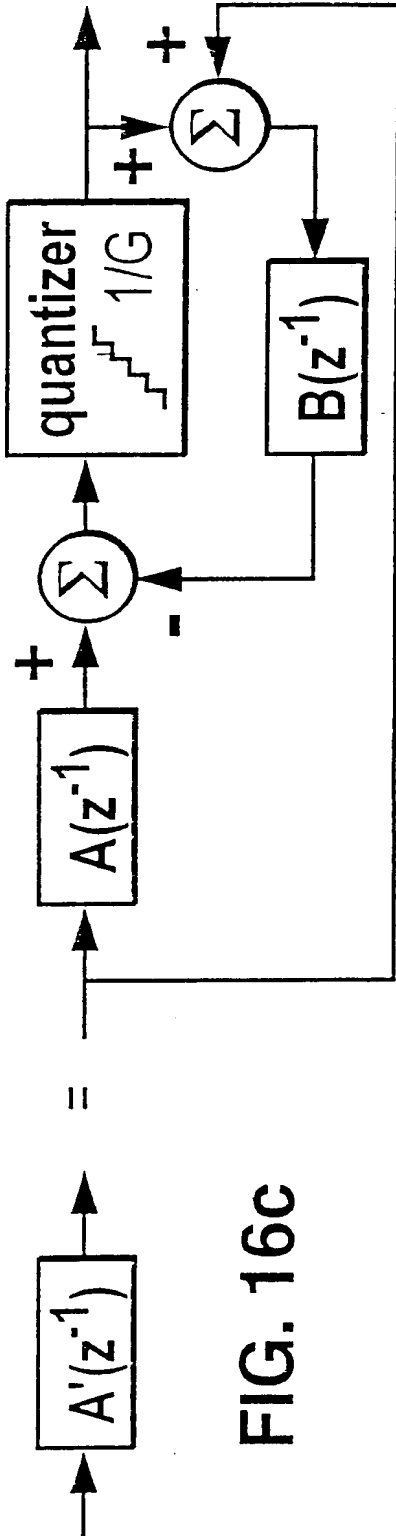 A'(z⁻¹)
=
A(z⁻¹)
+
Σ
-
quantizer
1/G
B(z⁻¹)
+
Σ
+
FIG. 16c